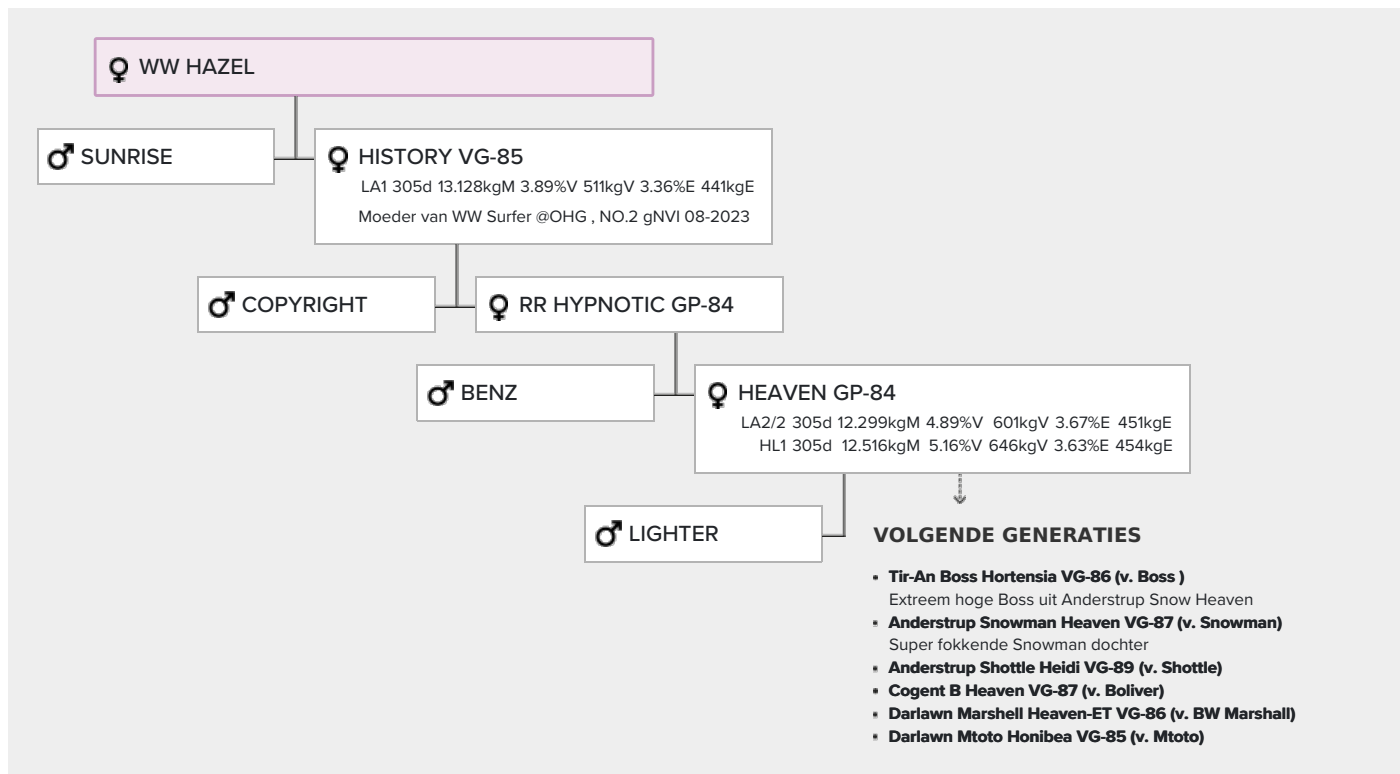 WW HAZEL
SUNRISE
HISTORY VG-85
LA1 305d 13.128kgM 3.89%V 511kgV 3.36%E 441kgE
Moeder van WW Surfer @OHG , NO.2 gNVI 08-2023
COPYRIGHT
RR HYPNOTIC GP-84
BENZ
HEAVEN GP-84
LA2/2 305d 12.299kgM 4.89%V 601kgV 3.67%E 451kgE
HL1 305d 12.516kgM 5.16%V 646kgV 3.63%E 454kgE
LIGHTER
VOLGENDE GENERATIES
Tir-An Boss Hortensia VG-86 (v. Boss )
Extreem hoge Boss uit Anderstrup Snow Heaven
Anderstrup Snowman Heaven VG-87 (v. Snowman)
Super fokkende Snowman dochter
Anderstrup Shottle Heidi VG-89 (v. Shottle)
Cogent B Heaven VG-87 (v. Boliver)
Darlawn Marshell Heaven-ET VG-86 (v. BW Marshall)
Darlawn Mtoto Honibea VG-85 (v. Mtoto)